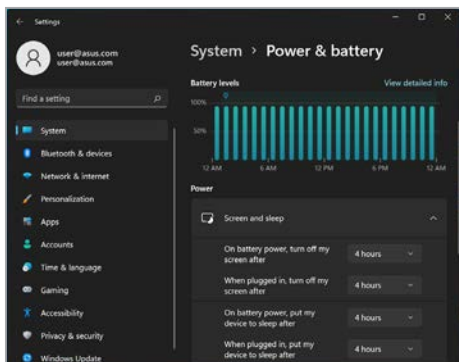 Settings
user@asus.com
user@asus.com
Find a setting
System
Bluetooth & devices
Network & internet
Personalization
Apps
Accounts
Time & language
Gaming
Accessibility
Privacy & security
Windows Update
System > Power & battery
Battery levels
View detailed info
100%
50%
12 AM
6 AM
12 PM
6 PM
12 AM
Power
Screen and sleep
On battery power, turn off my
screen after
4 hours
When plugged in, turn off my
screen after
4 hours
On battery power, put my
device to sleep after
4 hours
When plugged in, put my
device to sleep after
4 hours